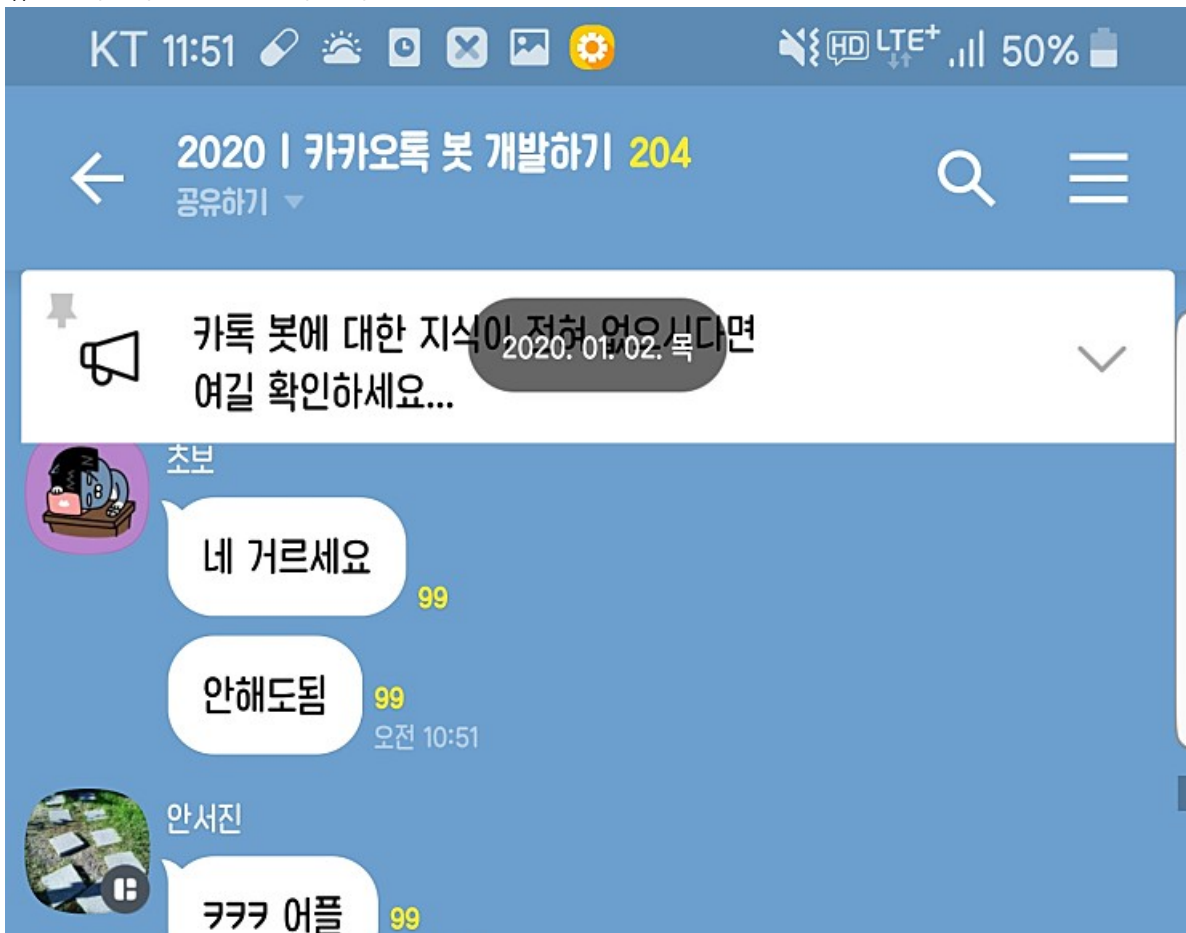 KT 11:51 HD LTE+ 50%
2020 | 카카오톡 봇 개발하기 204
공유하기
카톡 봇에 대한 지식이 전혀 없으시다면
2020. 01. 02. 목
여길 확인하세요...
초보
네 거르세요
99
안해도됨
99
오전 10:51
안서진
ㅋㅋㅋ 어플
99